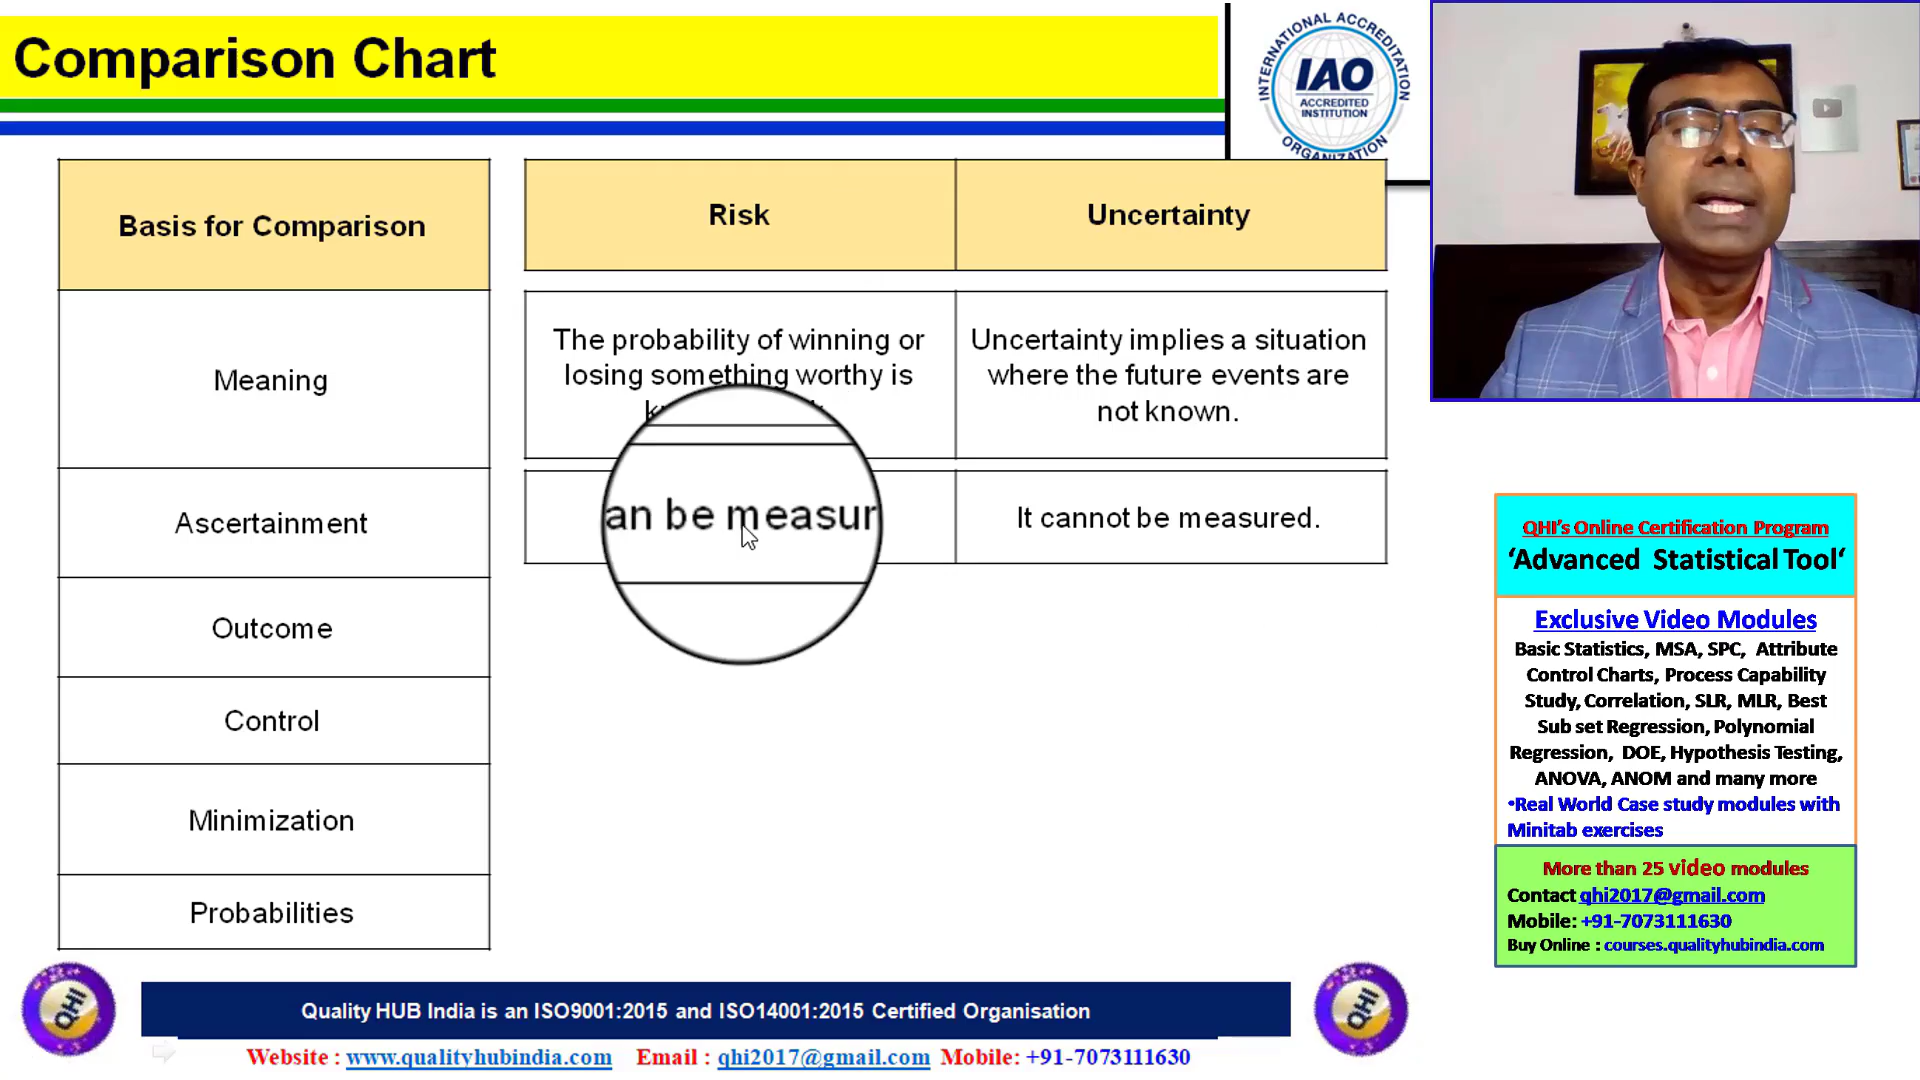 Comparison Chart
INTERNATIONAL ACCREDITATION
IAO
ACCREDITED
INSTITUTION
ORGANIZATION
Basis for Comparison
Risk
Uncertainty
Meaning
The probability of winning or
losing something worthy is
Uncertainty implies a situation
where the future events are
not known.
Ascertainment
an be measur
It cannot be measured.
Outcome
Control
Minimization
Probabilities
QHI's Online Certification Program
‘Advanced Statistical Tool‘
Exclusive Video Modules
Basic Statistics, MSA, SPC, Attribute
Control Charts, Process Capability
Study, Correlation, SLR, MLR, Best
Sub set Regression, Polynomial
Regression, DOE, Hypothesis Testing,
ANOVA, ANOM and many more
•Real World Case study modules with
Minitab exercises
More than 25 video modules
Contact qhi2017@gmail.com
Mobile: +91-7073111630
Buy Online : courses.qualityhubindia.com
QHI
Quality HUB India is an ISO9001:2015 and ISO14001:2015 Certified Organisation
QHI
Website : www.qualityhubindia.com Email : qhi2017@gmail.com Mobile: +91-7073111630